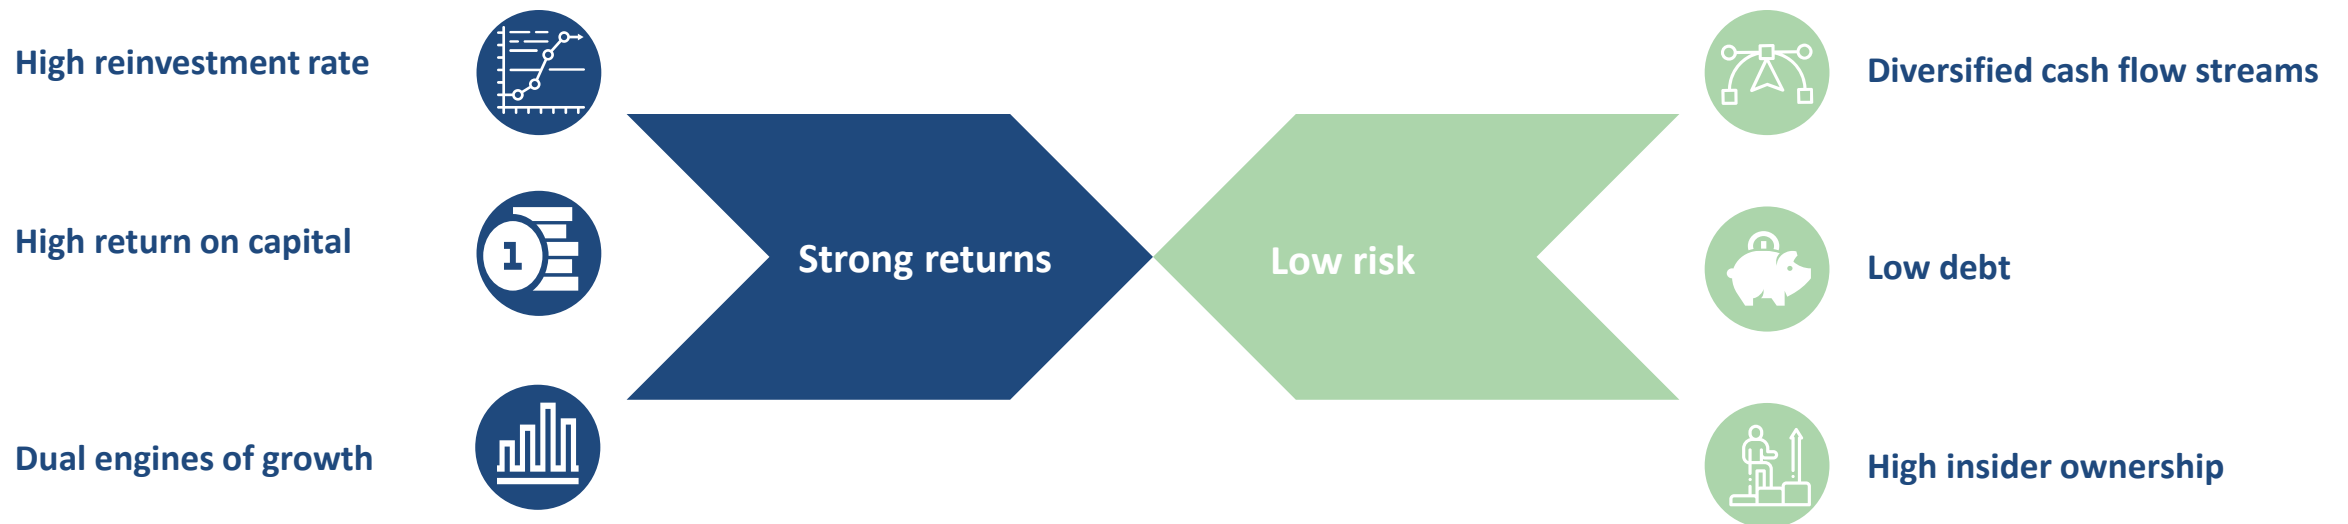 High reinvestment rate
High return on capital
1
Dual engines of growth
Strong returns
Low risk
Diversified cash flow streams
Low debt
High insider ownership